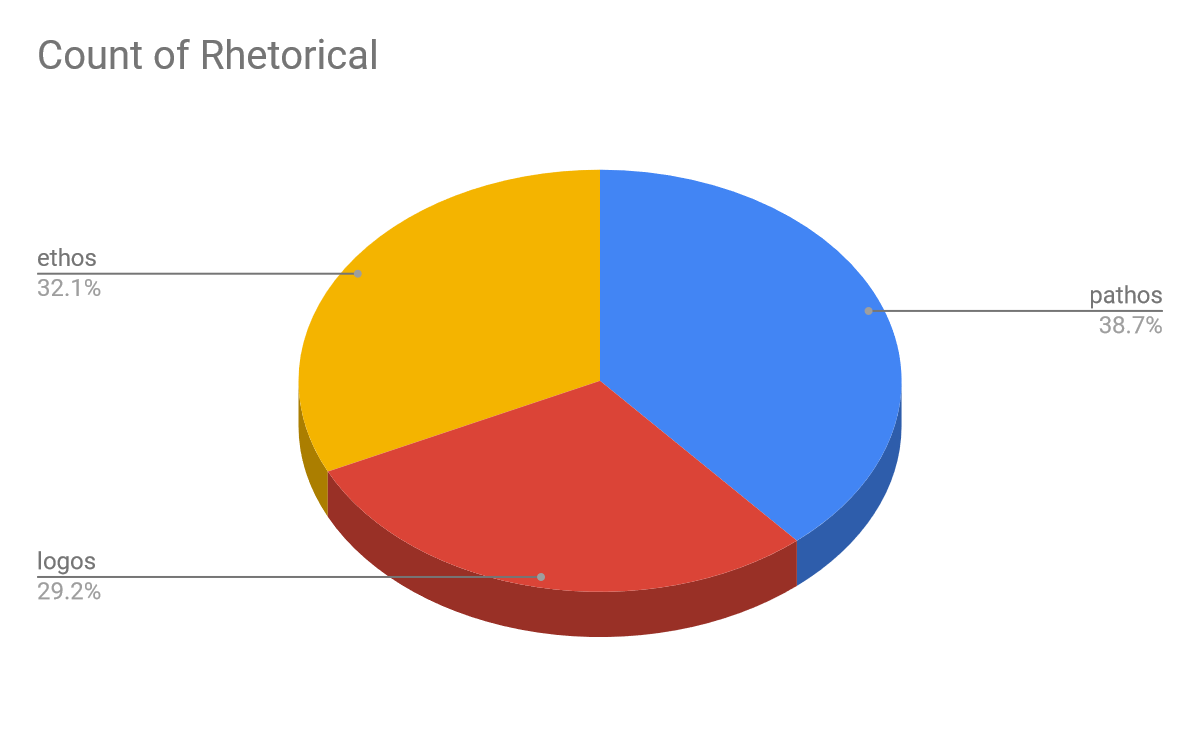 Count of Rhetorical
ethos
32.1%
pathos
38.7%
logos
29.2%